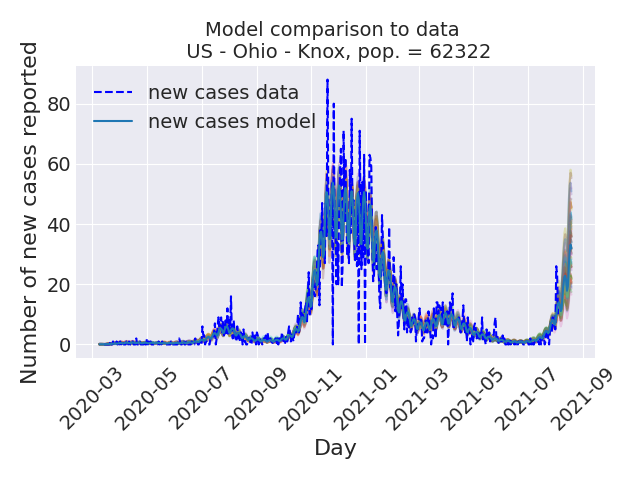 Model comparison to data
US - Ohio - Knox, pop. = 62322
new cases data
new cases model
Number of new cases reported
80
60
40
20
0
2020-03
2020-05
2020-07
2020-09
2020-11
2021-01
2021-03
2021-05
2021-07
2021-09
Day